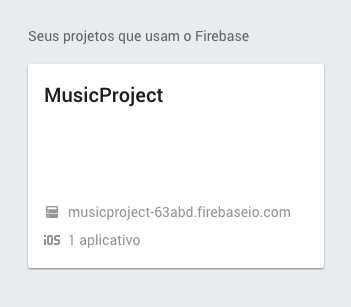 Seus projetos que usam o Firebase
MusicProject
musicproject-63abd.firebaseio.com
iOS 1 aplicativo